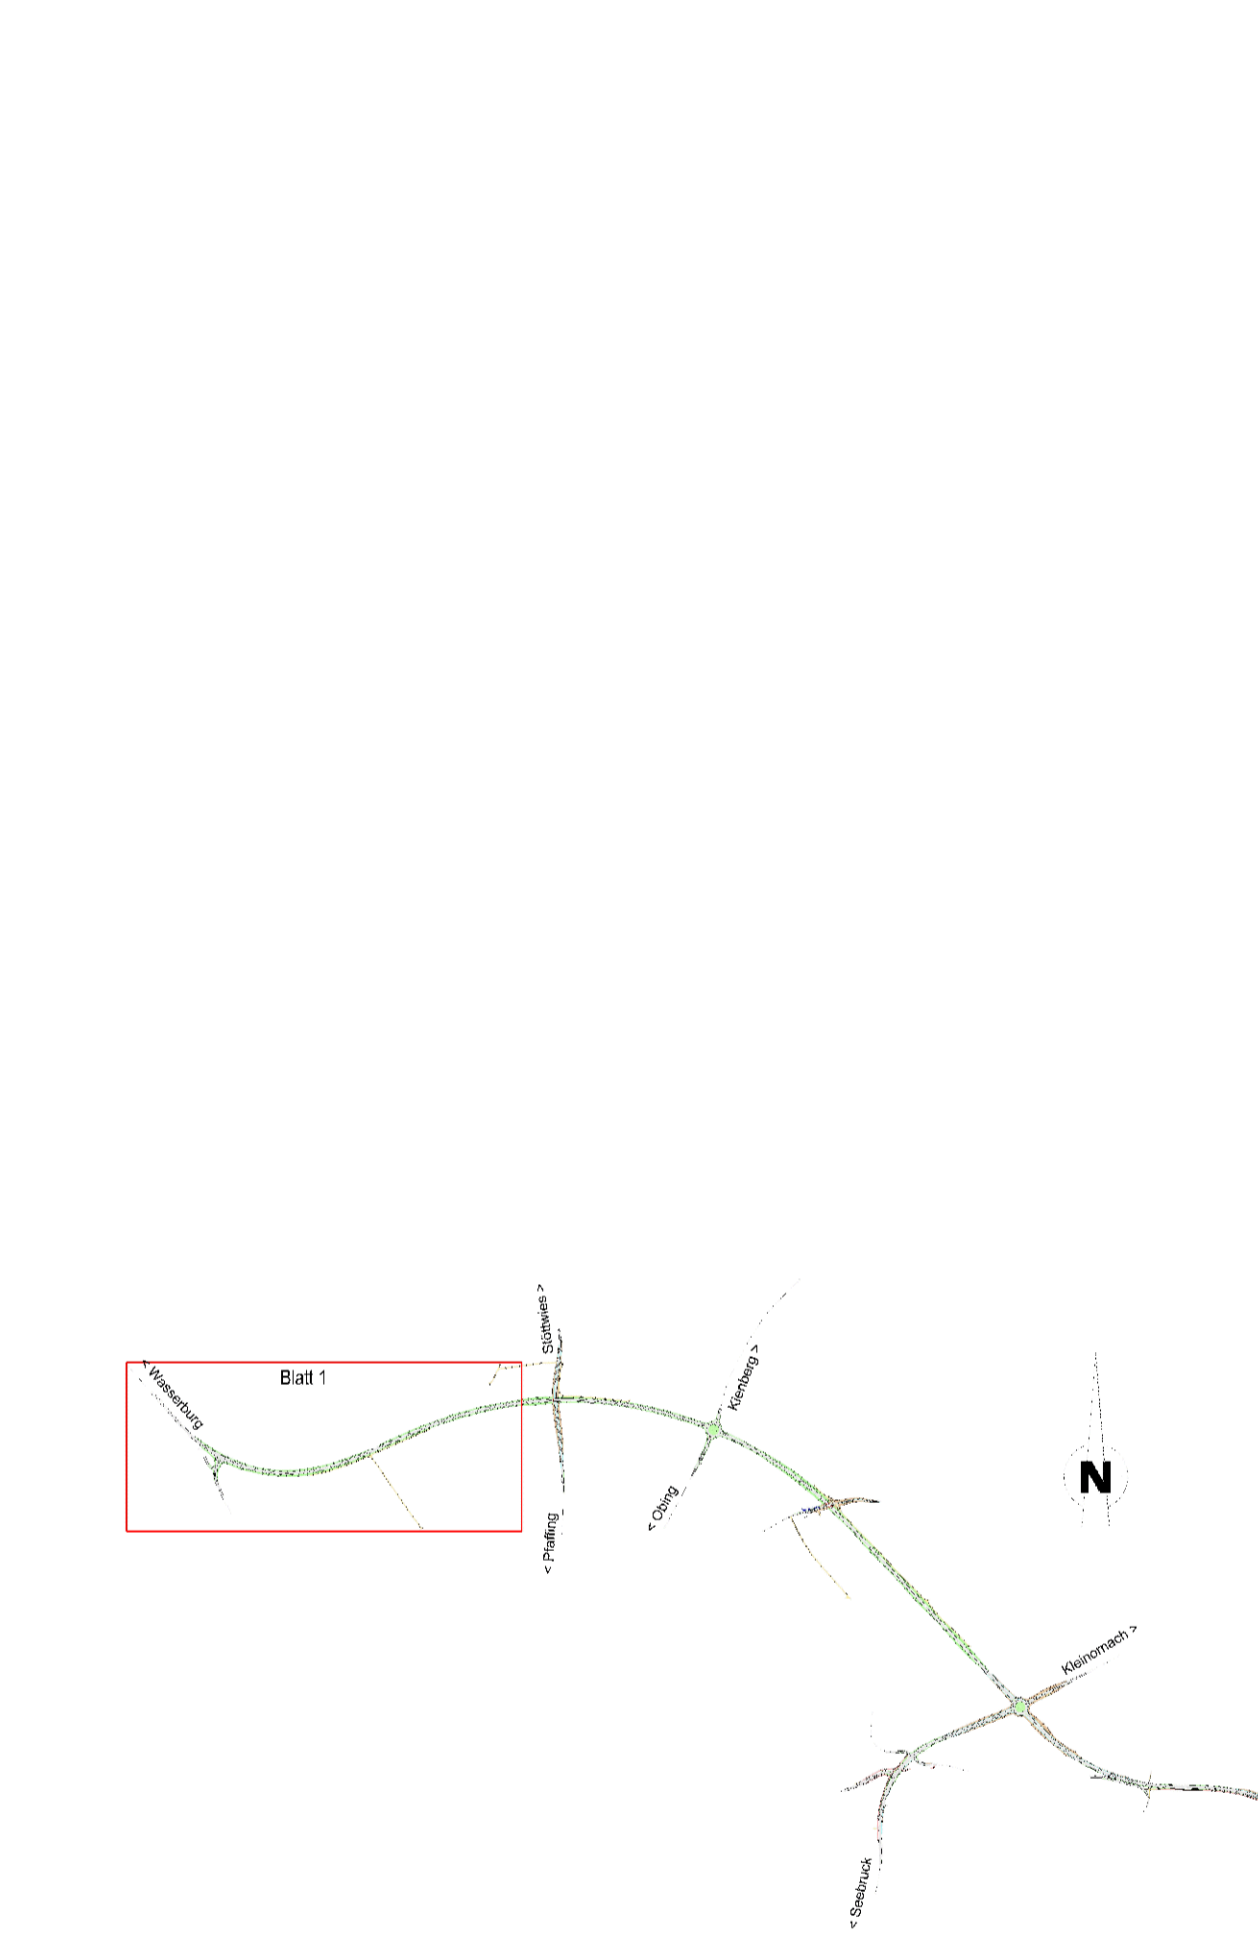 Stöttwies >
Kienberg >
< Wasserburg
Blatt 1
< Obing
< Pfaffing
N
Kleinornach >
< Seebruck